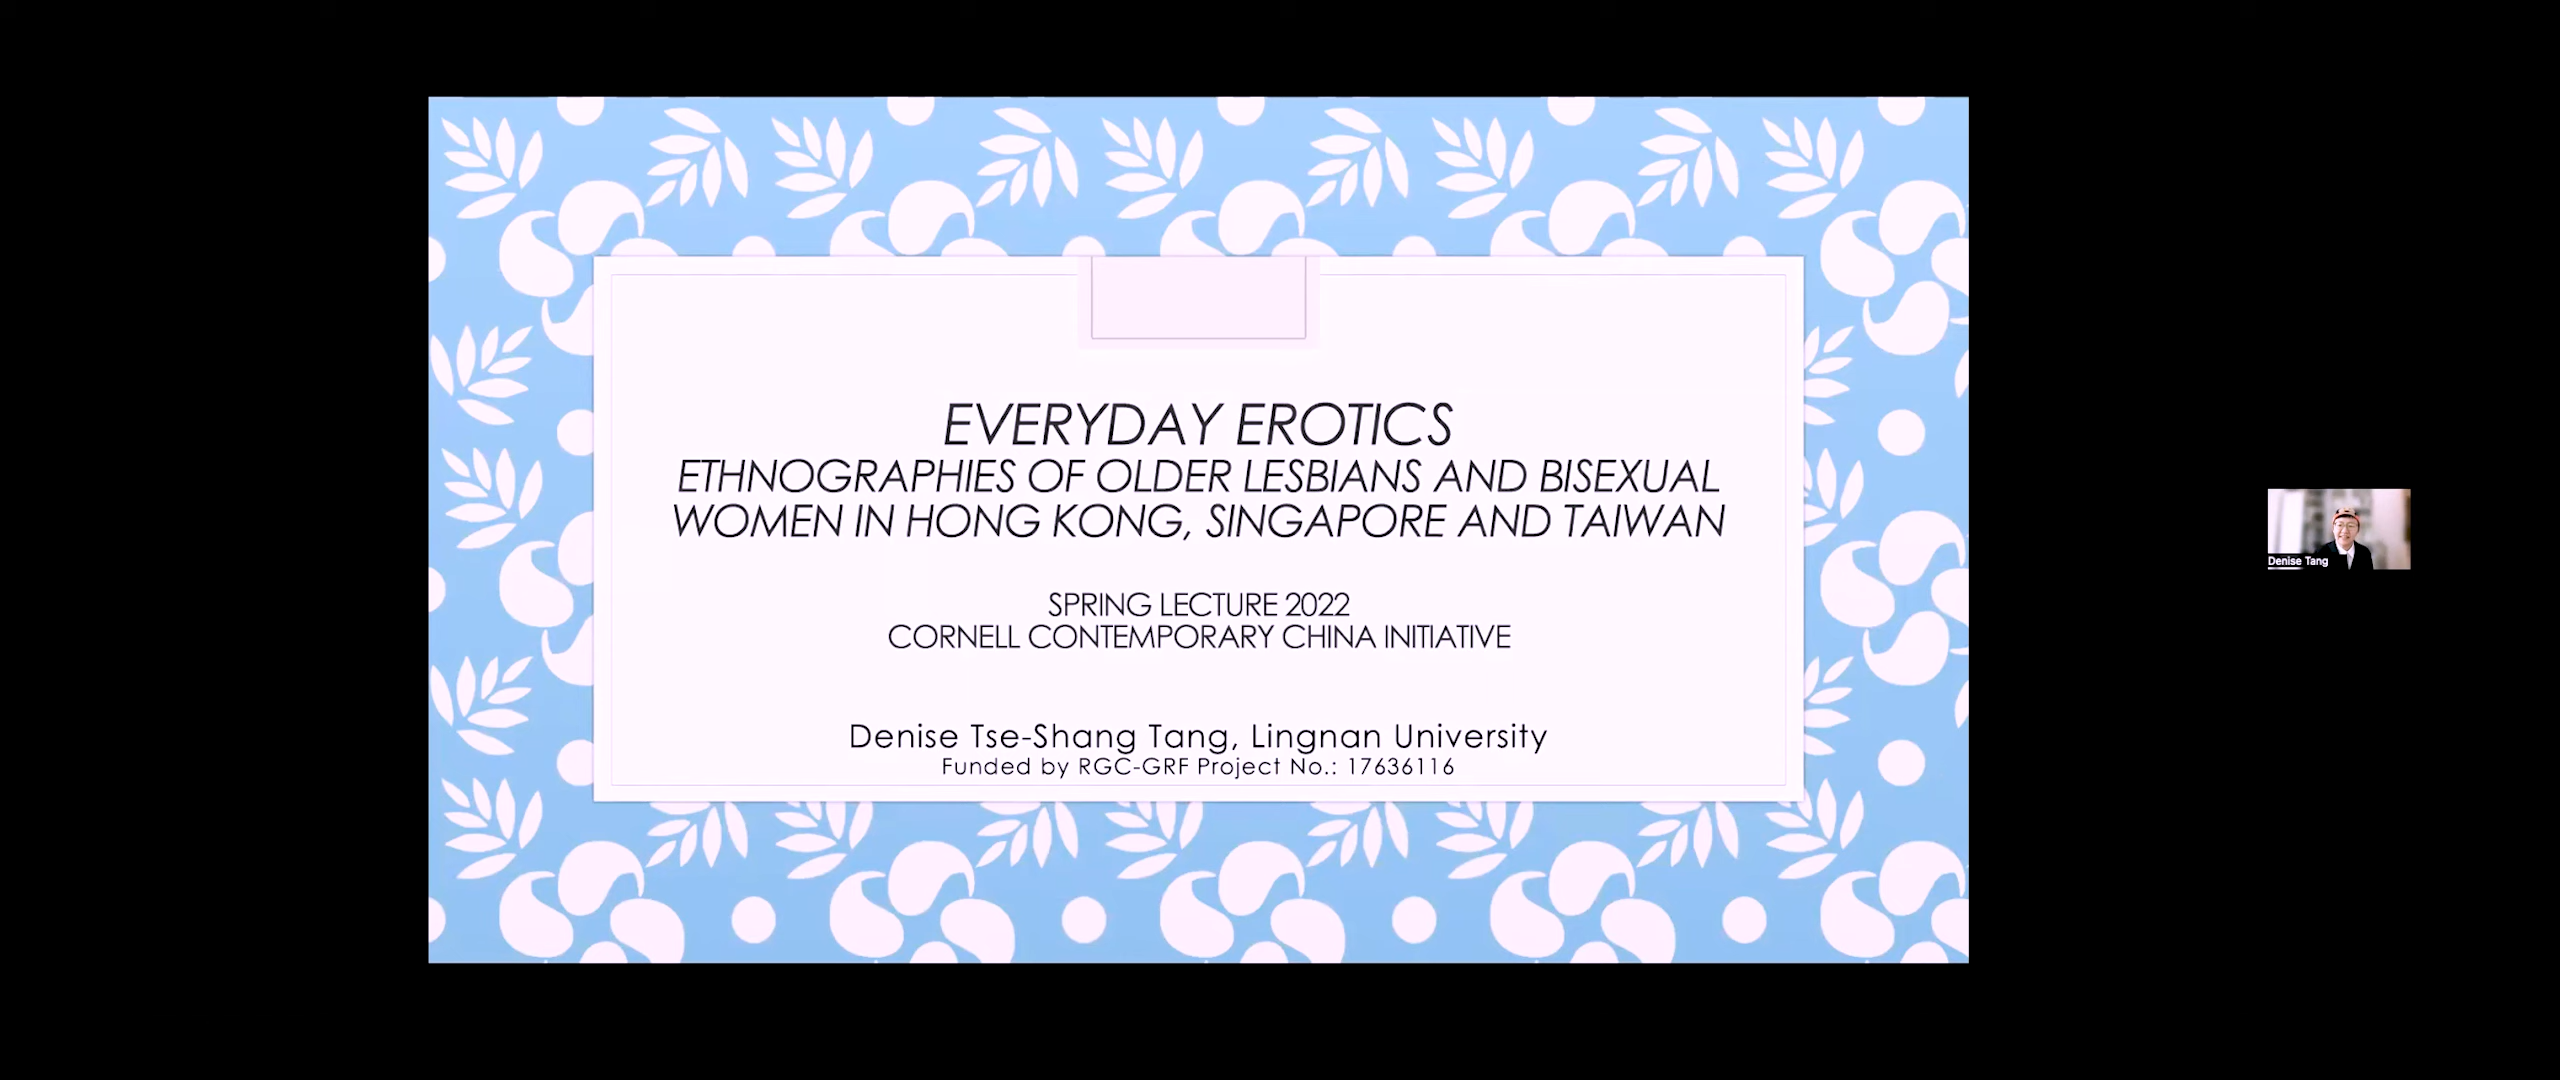 EVERYDAY EROTICS
ETHNOGRAPHIES OF OLDER LESBIANS AND BISEXUAL
WOMEN IN HONG KONG, SINGAPORE AND TAIWAN
SPRING LECTURE 2022
CORNELL CONTEMPORARY CHINA INITIATIVE
Denise Tse-Shang Tang, Lingnan University
Funded by RGC-GRF Project No.: 17636116
Denise Tang